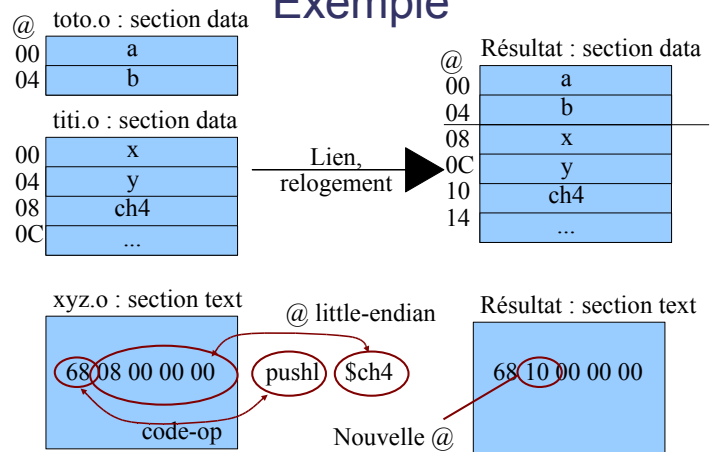 Exemple
@ toto.o : section data
00 a
04 b
titi.o : section data
00 x
04 y
08 ch4
0C ...
Lien,
relogement
Résultat : section data
@
00 a
04 b
08 x
0C y
10 ch4
14 ...
xyz.o : section text
@ little-endian
68 08 00 00 00 pushl $ch4
code-op
Résultat : section text
68 10 00 00 00
Nouvelle @